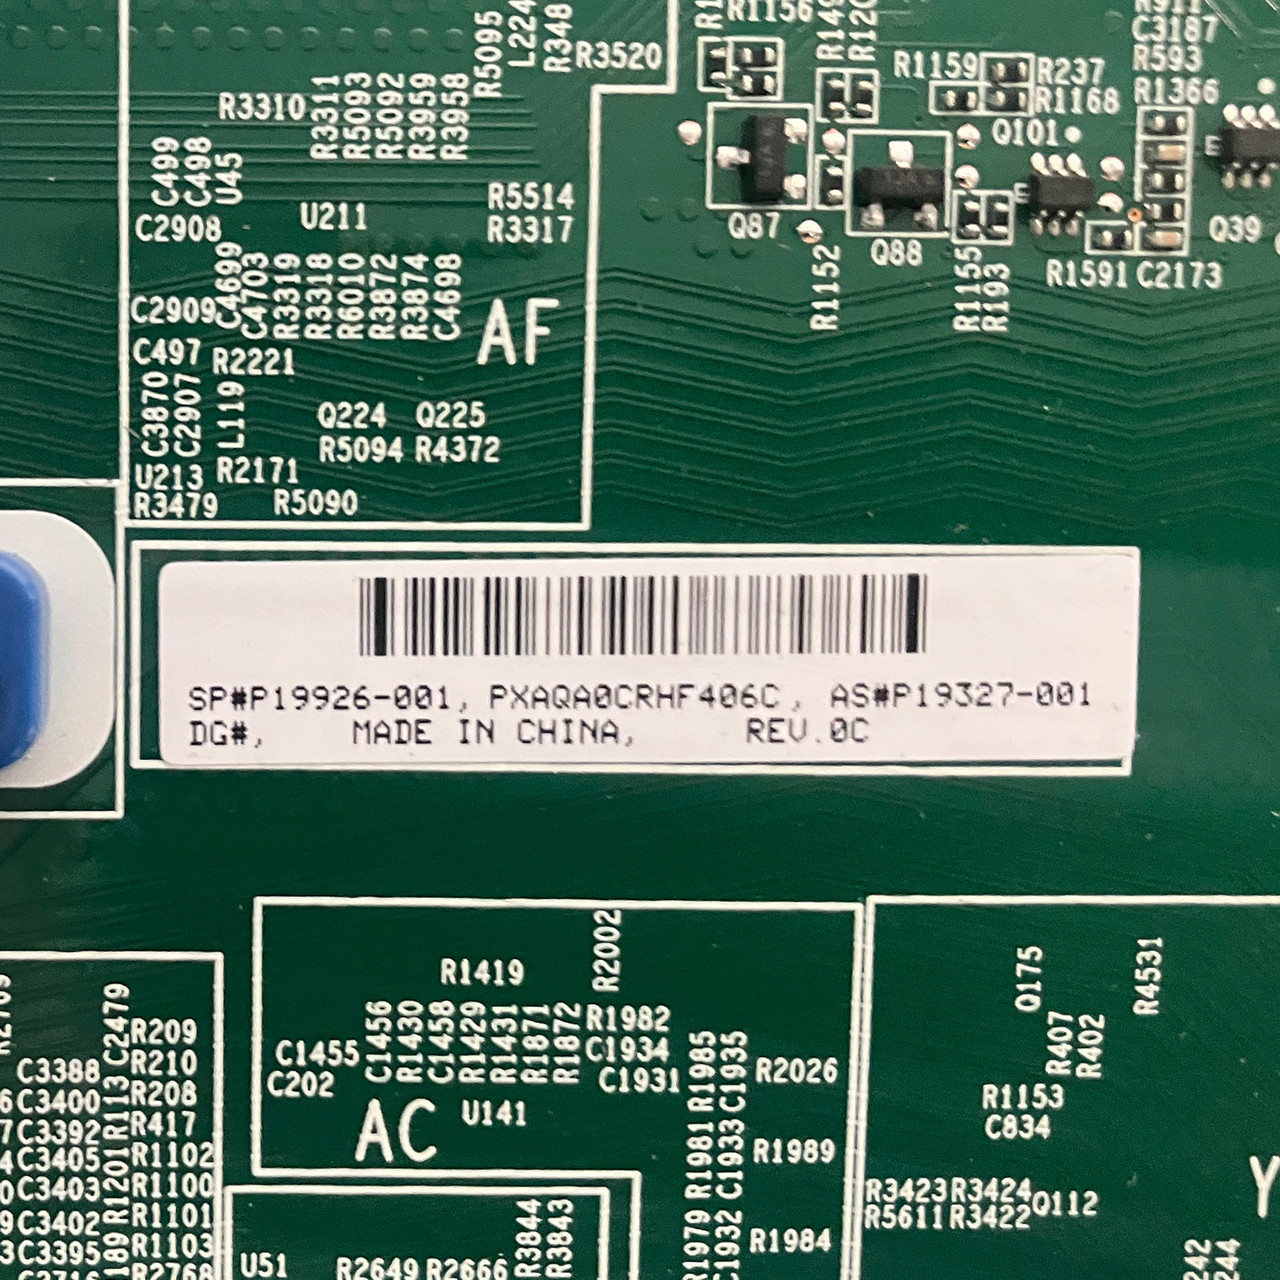 R5095
L224
R348
R3520
R3310
R3311
R5093
R5092
R3959
R3958
C499
C498
U45
C2908
U211
R5514
R3317
C2909
C4699
C4703
R3319
R3318
R6010
R3872
R3874
C4698
AF
C497
R2221
C3870
C2907
L119
Q224 Q225
R5094 R4372
U213
R2171
R3479
R5090
R1156
R1159
R237
R1168
C3187
R593
R1366
Q101
Q87
Q88
Q39
R1152
R1155
R193
R1591 C2173
SP#P19926-001, PXAQA0CRHF406C, AS#P19327-001
DG#, MADE IN CHINA, REV.0C
R2002
R1419
C1456
R1430
C1458
R1429
R1431
R1871
R1872
R1982
C1455
C1934
C202
C1931
AC
U141
R1985
C1935
R2026
R1981
C1933
R1989
R1979
C1932
R1984
C2479
R209
C3388
R210
C3400
R113
R208
C3392
R417
C3405
R1201
R1102
C3403
R1100
C3402
R1101
C3395
R1103
R2768
U51
R2649 R2666
R3844
R3843
Q175
R4531
R407
R402
R1153
C834
R3423 R3424
Q112
R5611 R3422
Y